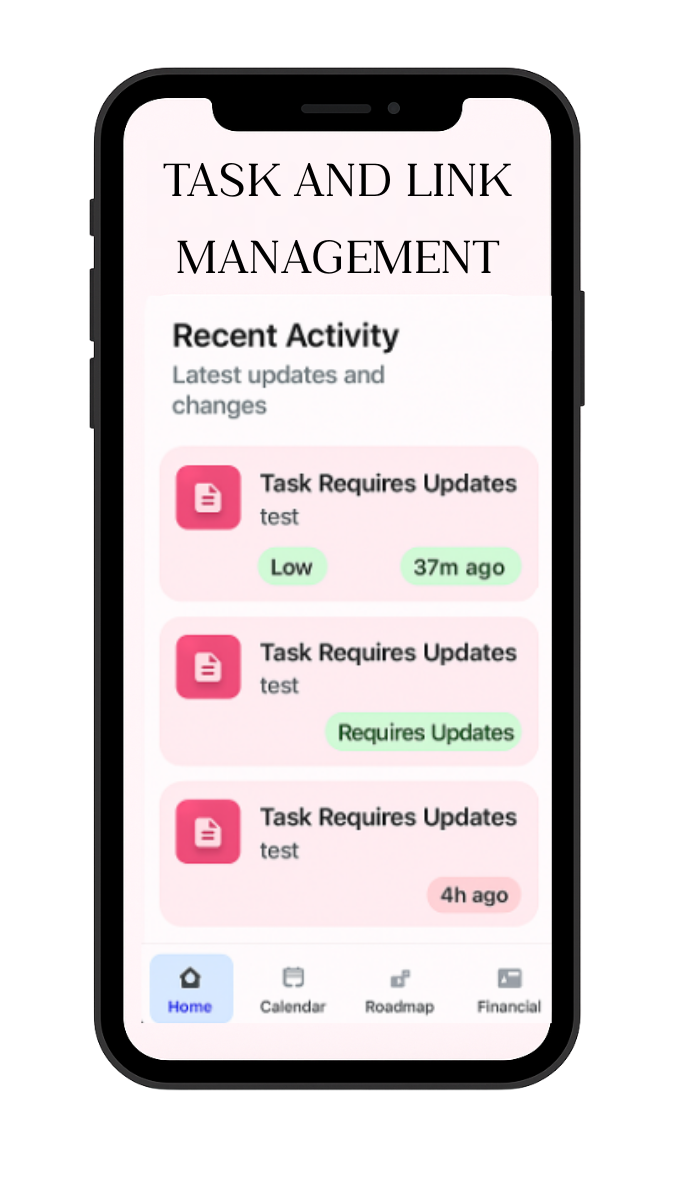 TASK AND LINK
MANAGEMENT
Recent Activity
Latest updates and
changes
Task Requires Updates
test
Low 37m ago
Task Requires Updates
test
Requires Updates
Task Requires Updates
test
4h ago
Home Calendar Roadmap Financial